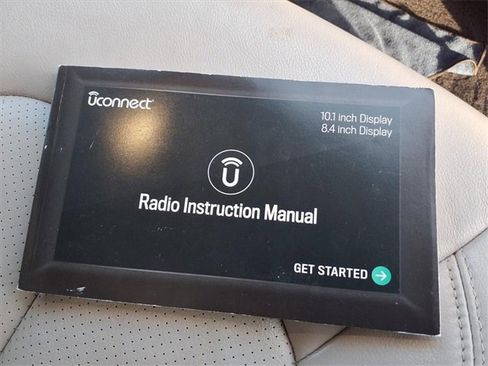 uconnect
10.1 inch Display
8.4 inch Display
U
Radio Instruction Manual
GET STARTED